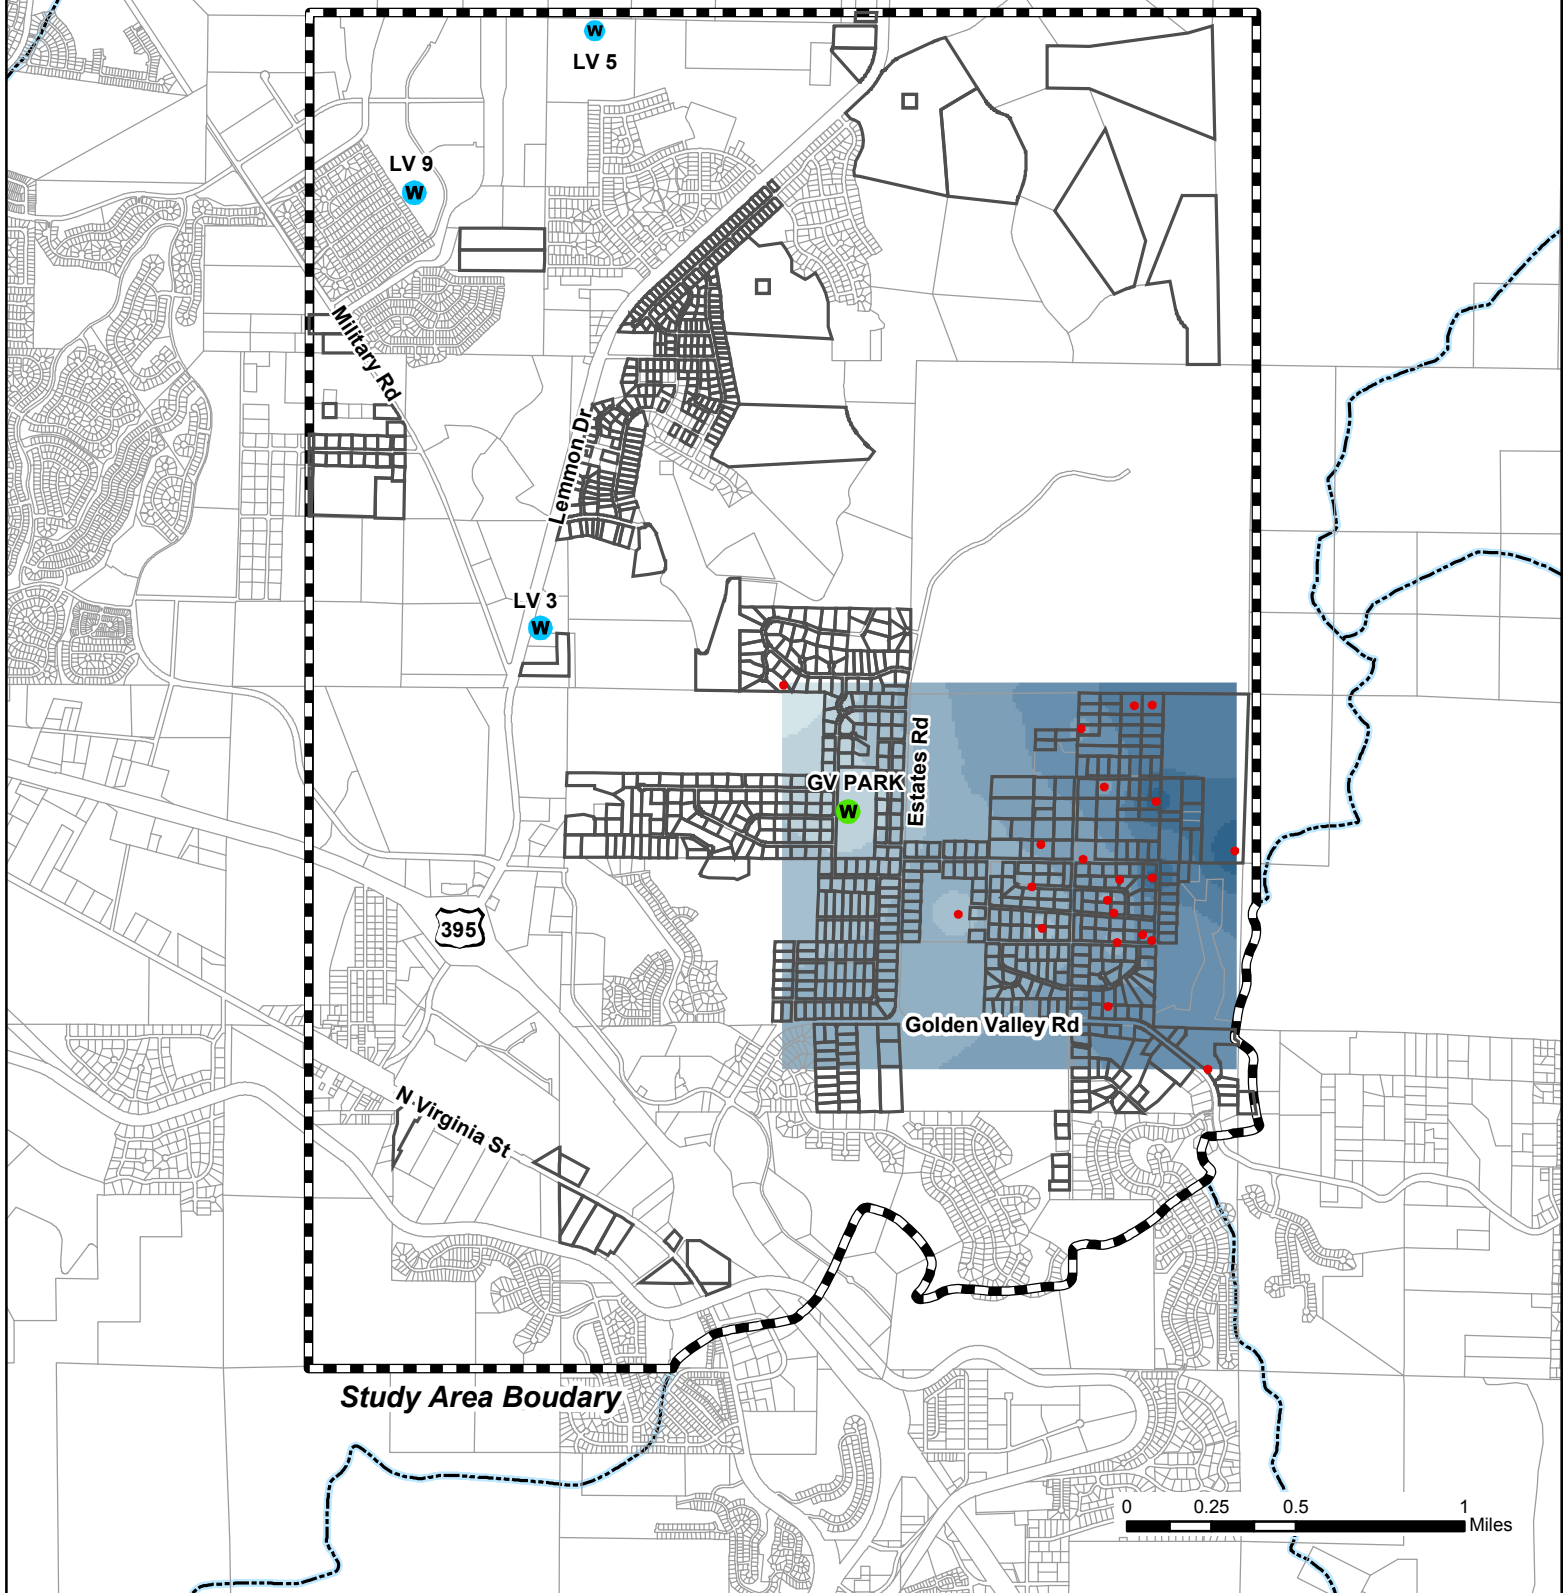 W
LV 5
LV 9
W
Military Rd
Lemmon Dr
LV 3
W
Estates Rd
GV PARK
W
395
Golden Valley Rd
N Virginia St
Study Area Boudary
0 0.25 0.5 1
Miles